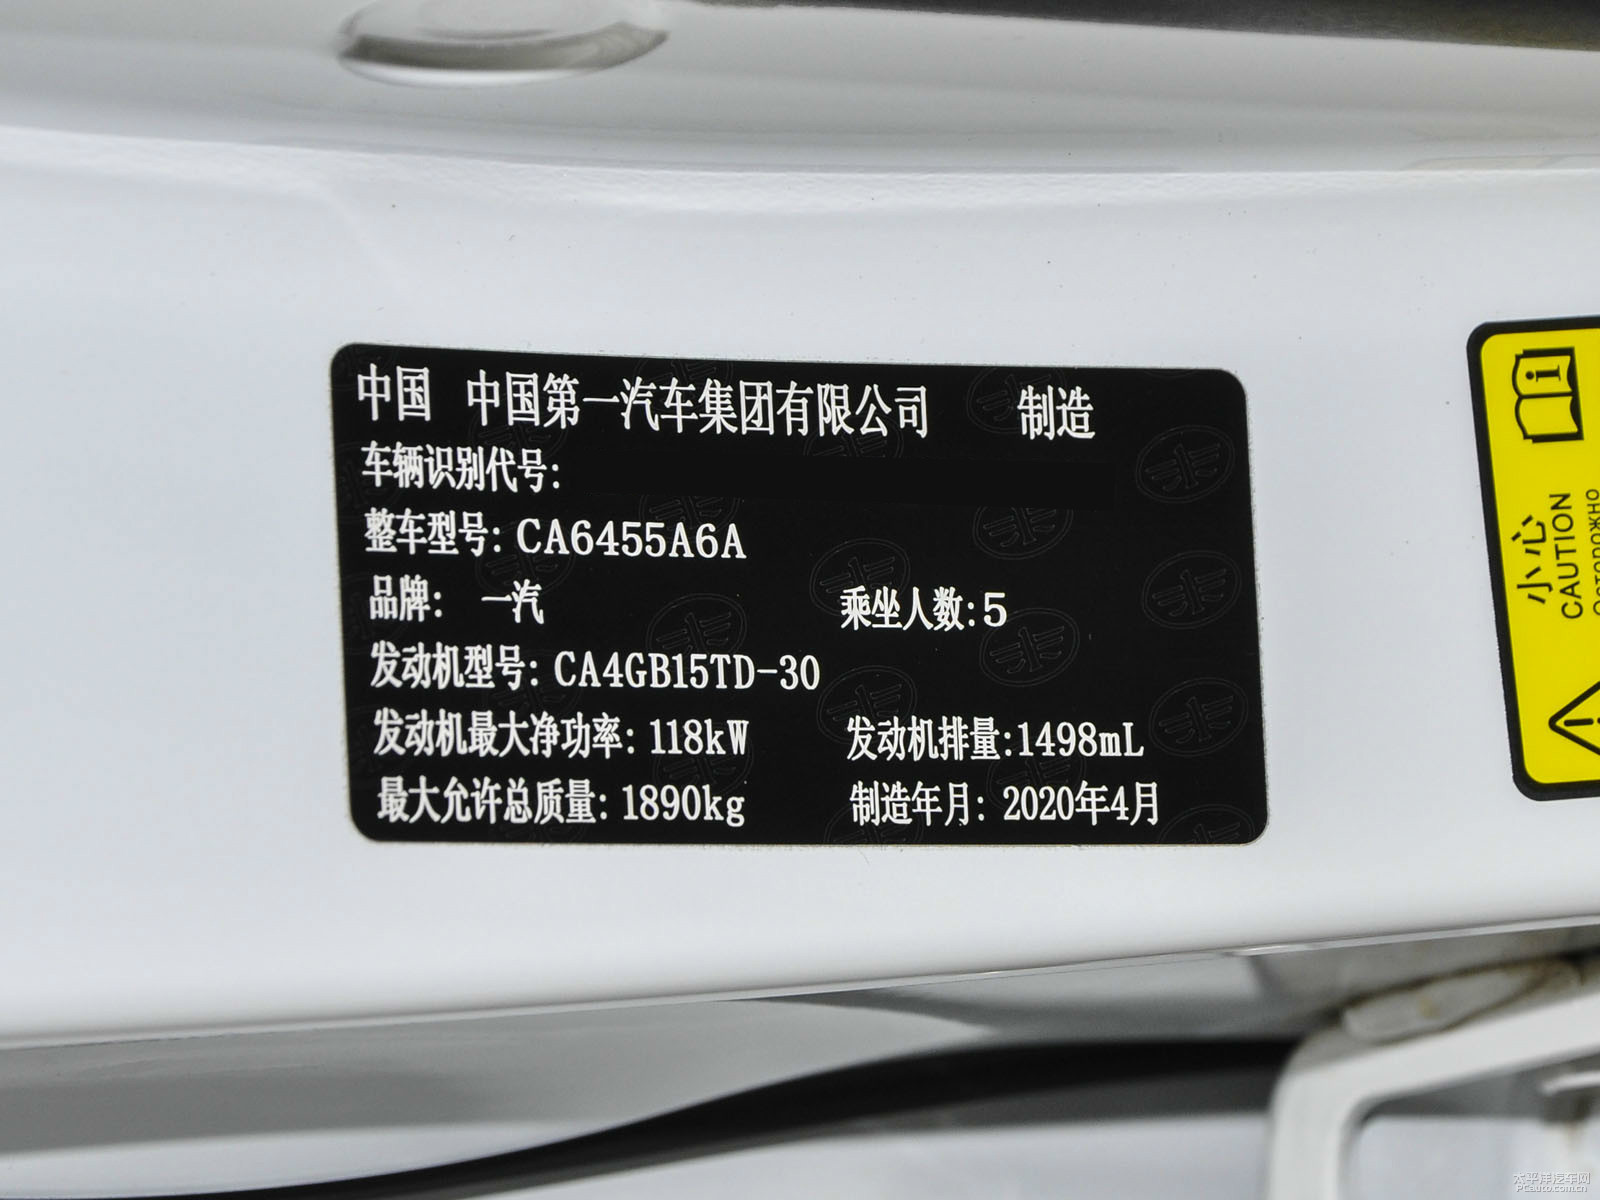 中国 中国第一汽车集团有限公司 制造
车辆识别代号:
整车型号: CA6455A6A
品牌: 一汽 乘坐人数:5
发动机型号: CA4GB15TD-30
发动机最大净功率: 118kW 发动机排量:1498mL
最大允许总质量: 1890kg 制造年月: 2020年4月
小心
CAUTION
Осторожно
太平洋汽车网
PCauto.com.cn